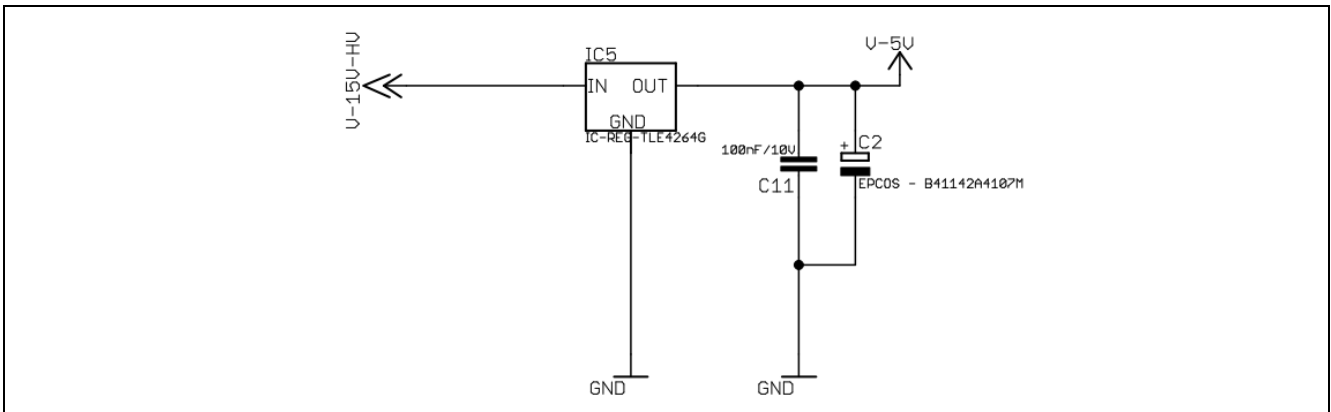 V-15V-HV
IC5
IN OUT
GND
IC-REG-TLE4264G
V-5V
100nF/10V
C11
+ C2
EPCOS - B41142A4107M
GND
GND